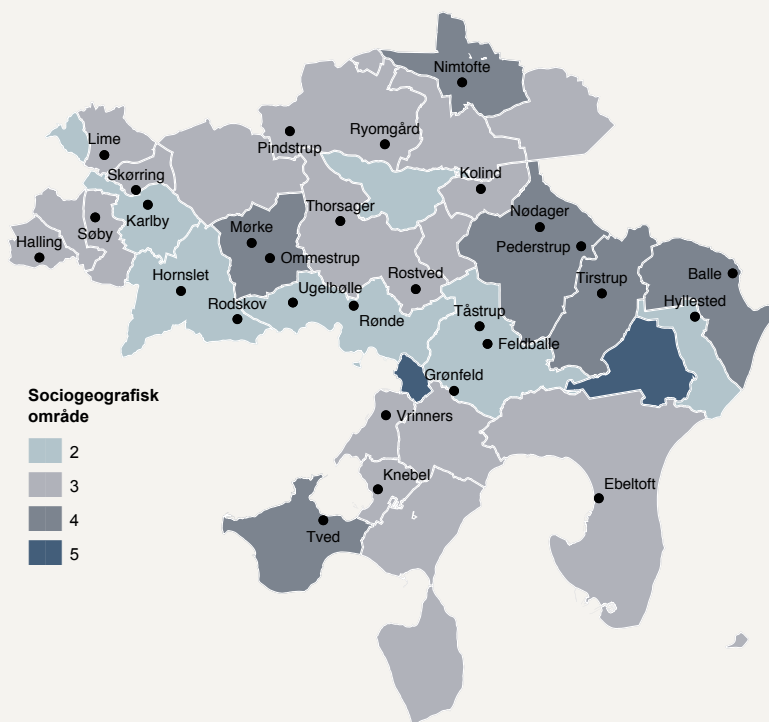 Nimtofte
Lime
Pindstrup
Ryomgård
Skørring
Kolind
Karlby
Thorsager
Nødager
Søby
Mørke
Halling
Pederstrup
Ommestrup
Balle
Hornslet
Rostved
Tirstrup
Ugelbølle
Hyllested
Rodskov
Rønde
Tåstrup
Feldballe
Grønfeld
Sociogeografisk
område
Vrinners
2
3
Knebel
Ebeltoft
4
Tved
5